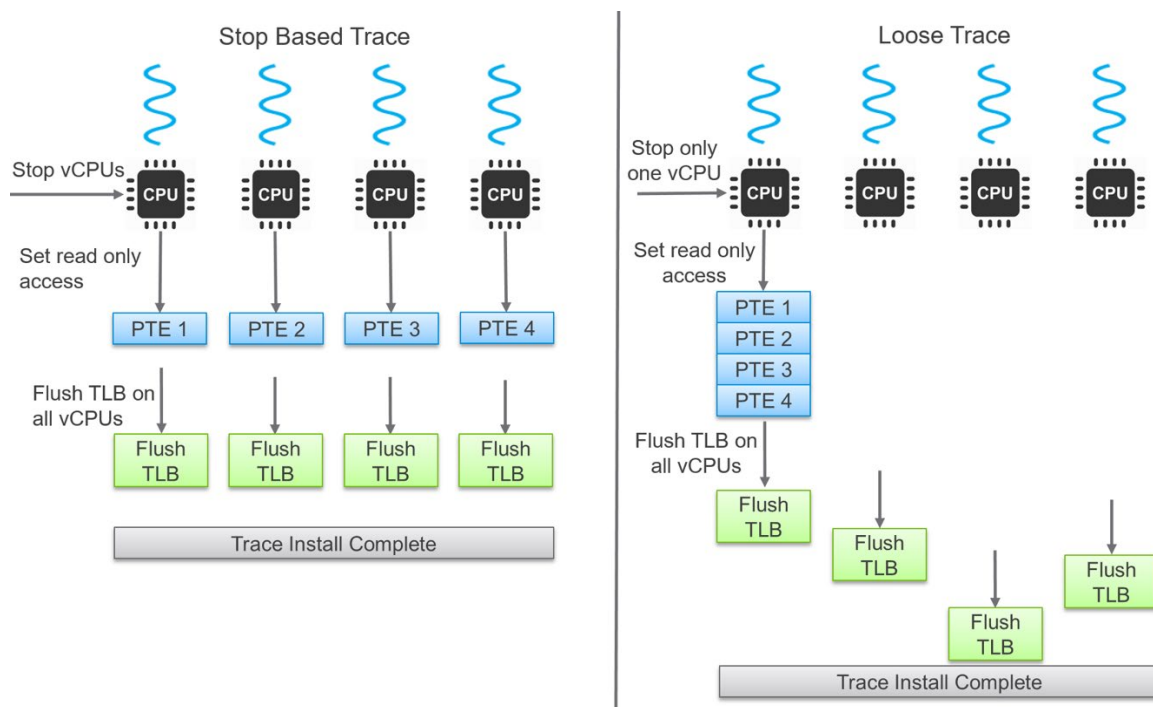 Stop Based Trace
Stop vCPUs
CPU
CPU
CPU
CPU
Set read only
access
PTE 1
PTE 2
PTE 3
PTE 4
Flush TLB on
all vCPUs
Flush
TLB
Flush
TLB
Flush
TLB
Flush
TLB
Trace Install Complete
Loose Trace
Stop only
one vCPU
CPU
CPU
CPU
CPU
Set read only
access
PTE 1
PTE 2
PTE 3
PTE 4
Flush TLB on
all vCPUs
Flush
TLB
Flush
TLB
Flush
TLB
Flush
TLB
Trace Install Complete